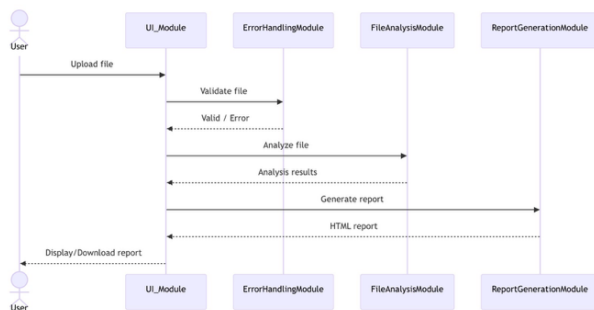 User
UI_Module
ErrorHandlingModule
FileAnalysisModule
ReportGenerationModule
Upload file
Validate file
Valid / Error
Analyze file
Analysis results
Generate report
HTML report
Display/Download report
User
UI_Module
ErrorHandlingModule
FileAnalysisModule
ReportGenerationModule